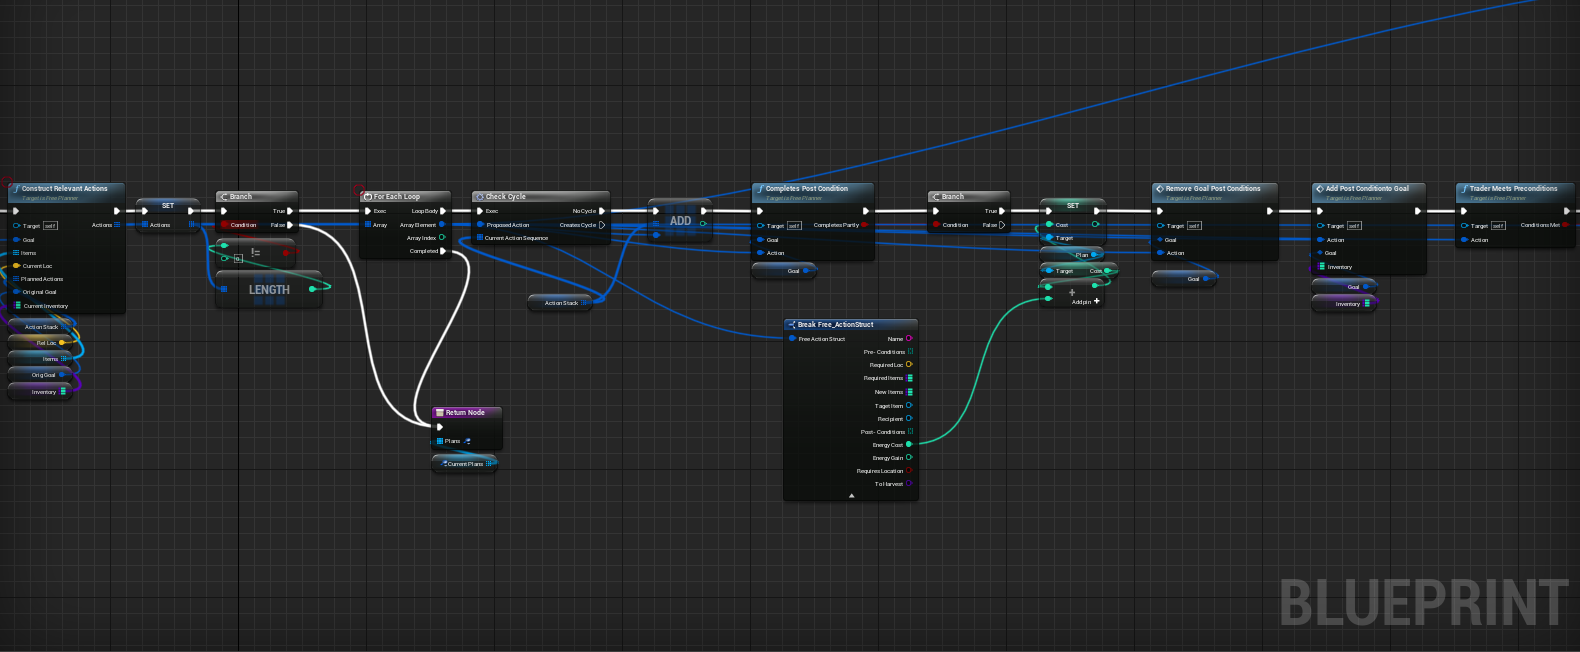 Construct Relevant Actions
Target is Free Planner
Target self
Actions
Goal
Items
Current Loc
Planned Actions
Original Goal
Current Inventory
Action Stack
Rel Loc
Items
Orig Goal
Inventory
SET
Actions
Branch
True
Condition
False
!=
0
LENGTH
For Each Loop
Exec
Loop Body
Array
Array Element
Array Index
Completed
Check Cycle
Exec
No Cycle
Proposed Action
Creates Cycle
Current Action Sequence
Action Stack
Return Node
Plans
Current Plans
ADD
Completes Post Condition
Target is Free Planner
Target self
Completes Partly
Goal
Action
Goal
Break Free_ActionStruct
Free Action Struct
Name
Pre- Conditions
Required Loc
Required Items
New Items
Taget Item
Recipient
Post- Conditions
Energy Cost
Energy Gain
Requires Location
To Harvest
Branch
True
Condition
False
SET
Cost
Target
Plan
Target
Cost
+
Add pin +
Remove Goal Post Conditions
Target is Free Planner
Target self
Goal
Action
Goal
Add Post Conditionto Goal
Target is Free Planner
Target self
Action
Goal
Inventory
Goal
Inventory
Trader Meets Preconditions
Target is Free Planner
Target self
Conditions Met
Action
BLUEPRINT